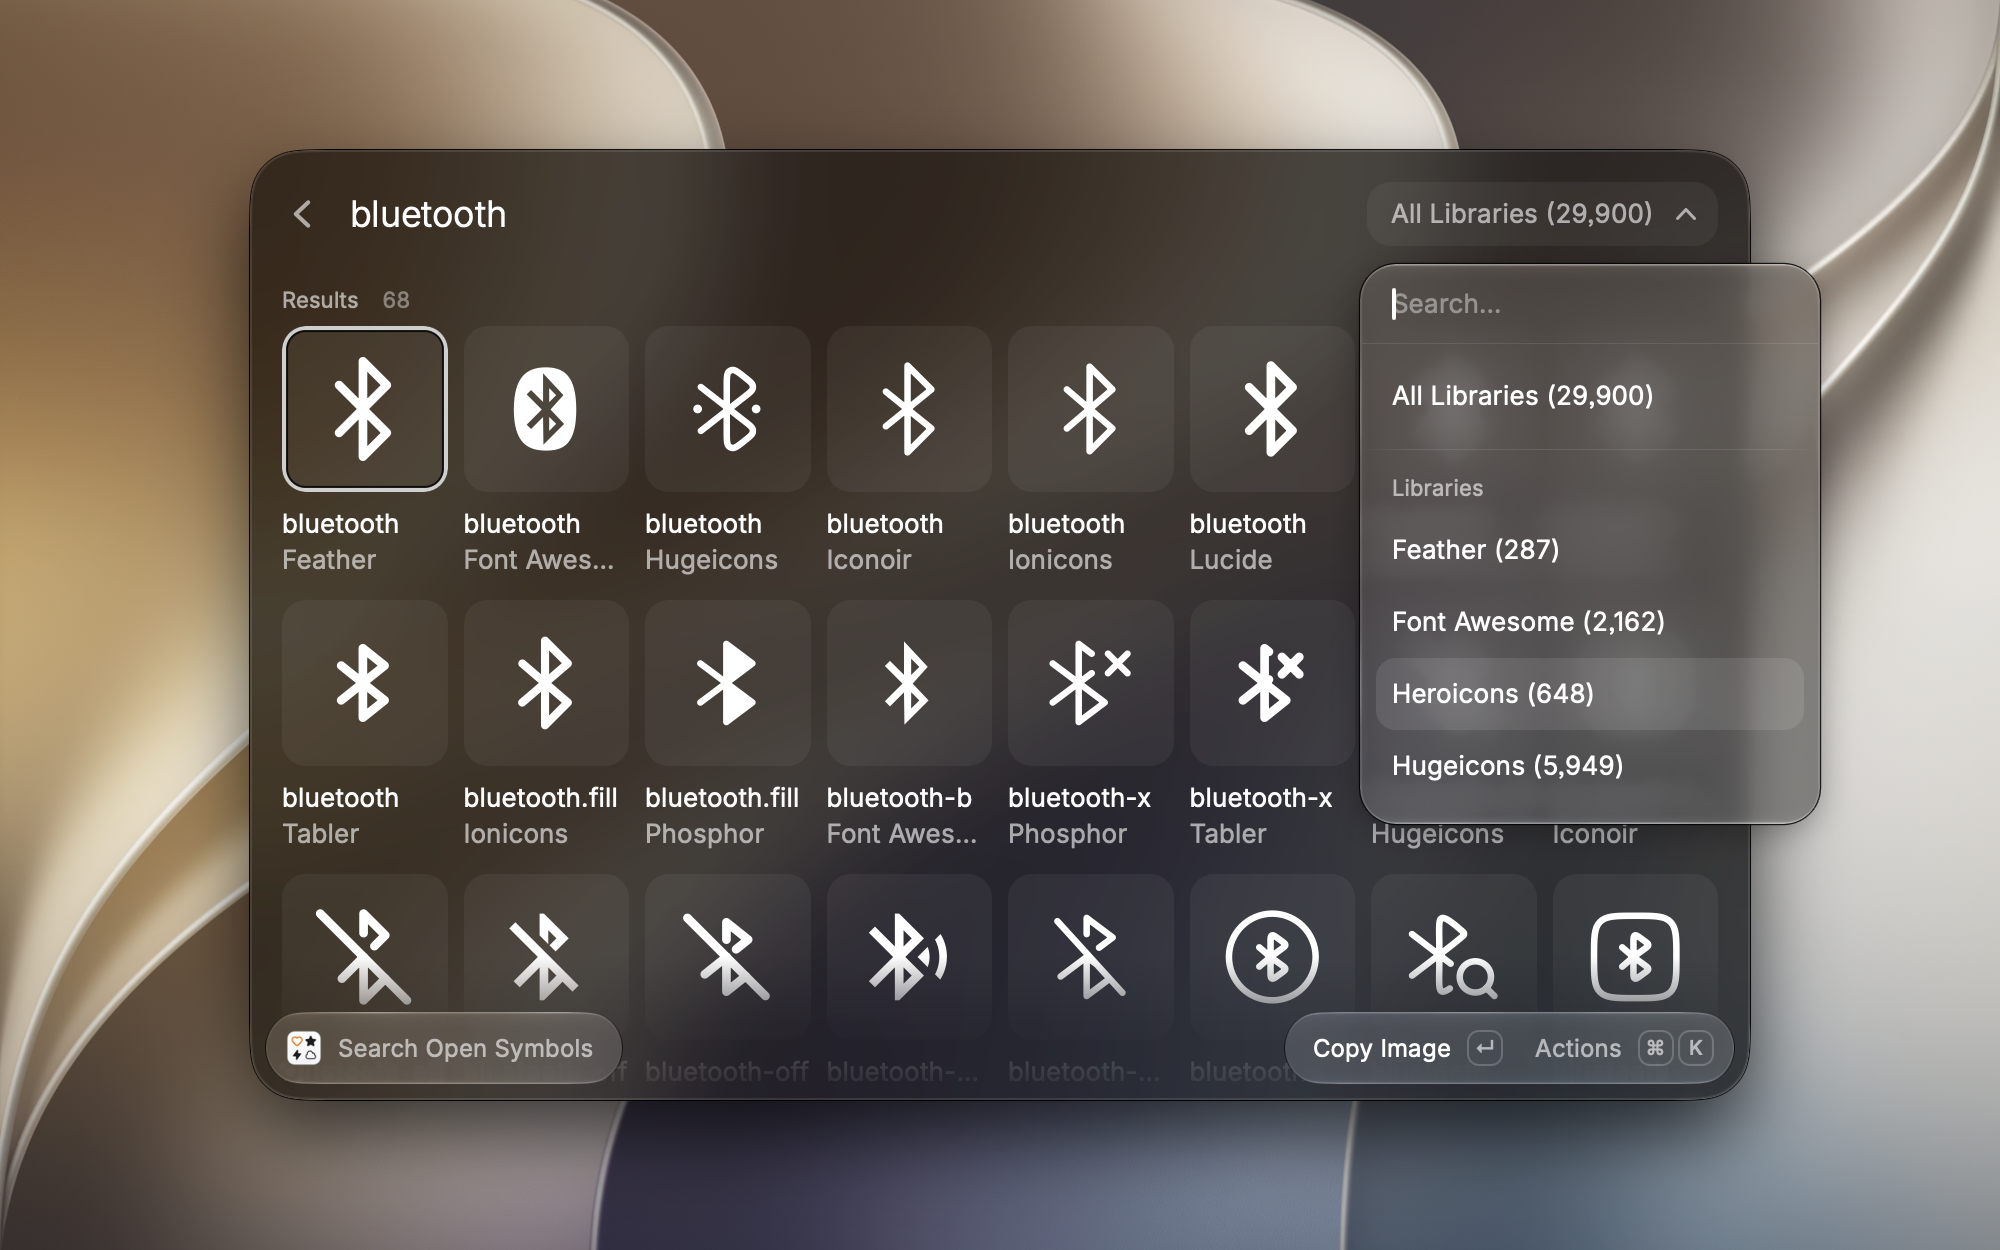 bluetooth
All Libraries (29,900)
Search...
Results 68
All Libraries (29,900)
Libraries
Feather (287)
Font Awesome (2,162)
Heroicons (648)
Hugeicons (5,949)
bluetooth bluetooth bluetooth bluetooth bluetooth bluetooth
Feather Font Awes... Hugeicons Iconoir Ionicons Lucide
bluetooth bluetooth.fill bluetooth.fill bluetooth-b bluetooth-x bluetooth-x
Tabler Ionicons Phosphor Font Awes... Phosphor Tabler Hugeicons Iconoir
bluetooth-off bluetooth-... bluetooth-...
Search Open Symbols
Copy Image ↵ Actions ⌘ K